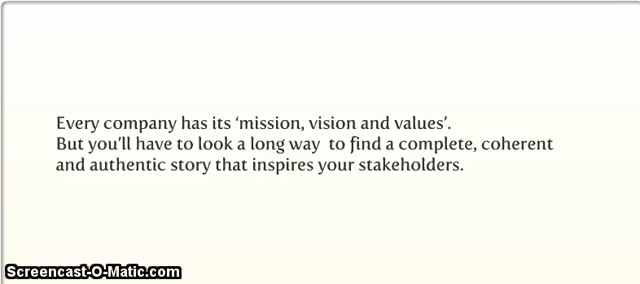 Every company has its ‘mission, vision and values’.
But you'll have to look a long way to find a complete, coherent
and authentic story that inspires your stakeholders.
Screencast-O-Matic.com